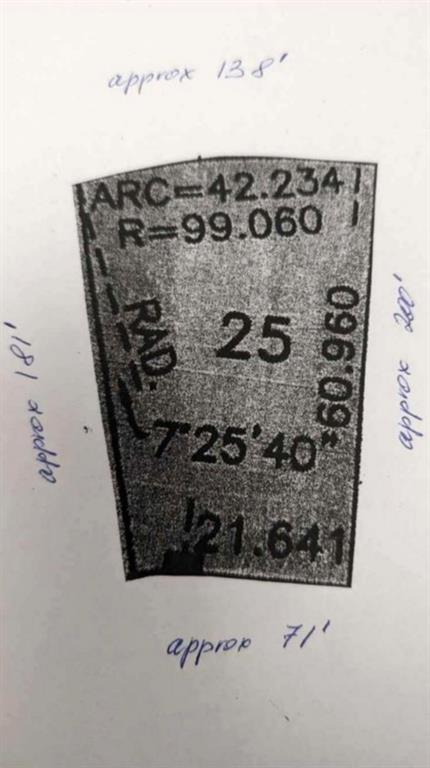 approx 138'
ARC=42.234
R=99.060
RAD.
25
60.960
7°25'40"
21.641
approx 181'
approx 200'
approx 71'